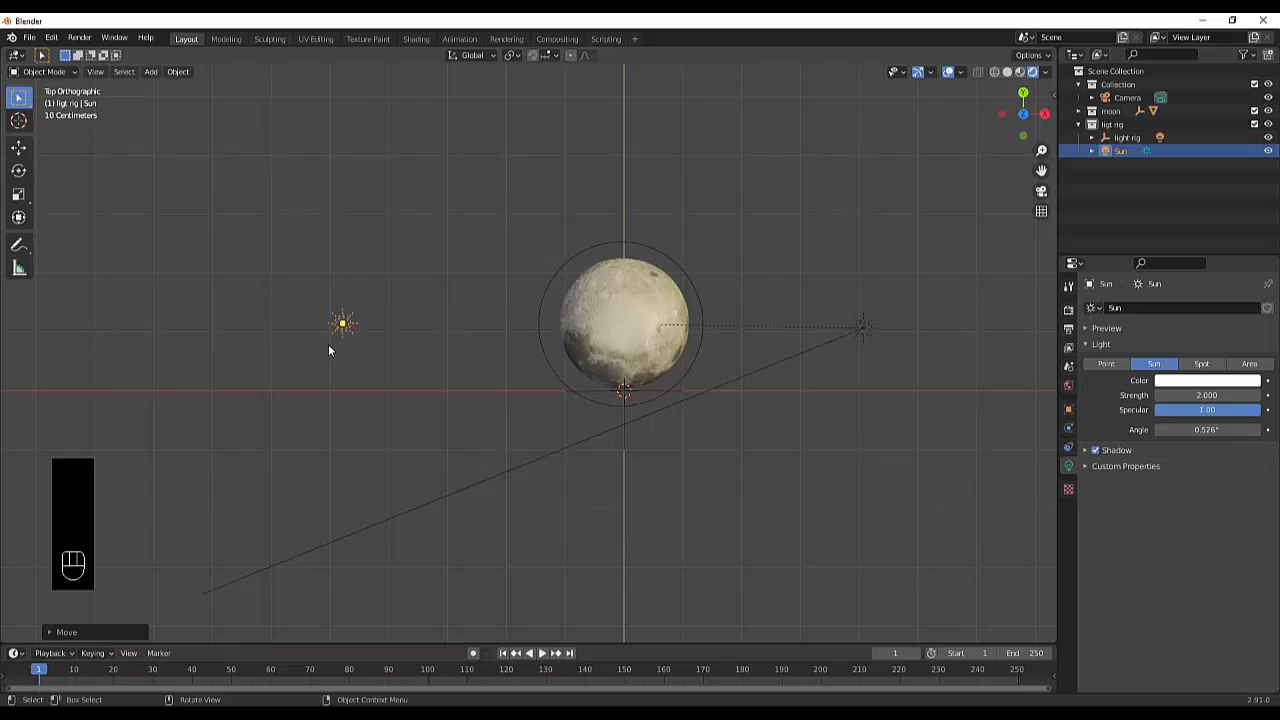 Blender
File Edit Render Window Help Layout Modeling Sculpting UV Editing Texture Paint Shading Animation Rendering Compositing Scripting + Scene View Layer
Global Options
Object Mode View Select Add Object
Top Orthographic
(1) ligt rig | Sun
10 Centimeters
Y
X
Z
Scene Collection
Collection
Camera
moon
ligt rig
light rig
Sun
Sun Sun
Sun
Preview
Light
Point Sun Spot Area
Color
Strength 2.000
Specular 1.00
Angle 0.526°
Shadow
Custom Properties
Move
Playback Keying View Marker 1 Start 1 End 250
1 10 20 30 40 50 60 70 80 90 100 110 120 130 140 150 160 170 180 190 200 210 220 230 240 250
Select Box Select Rotate View Object Context Menu 2.91.0